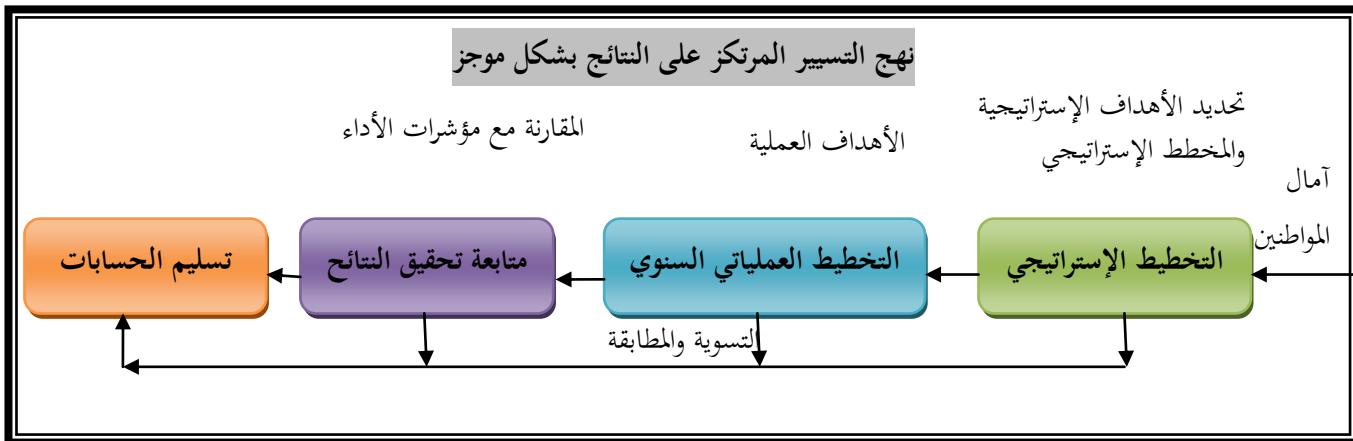 نهج التسيير المرتكز على النتائج بشكل موجز
تحديد الأهداف الإستراتيجية
والمخطط الإستراتيجي
الأهداف العملية
المقارنة مع مؤشرات الأداء
آمال
المواطنين
التخطيط الإستراتيجي
التخطيط العملياتي السنوي
متابعة تحقيق النتائج
تسليم الحسابات
التسوية والمطابقة